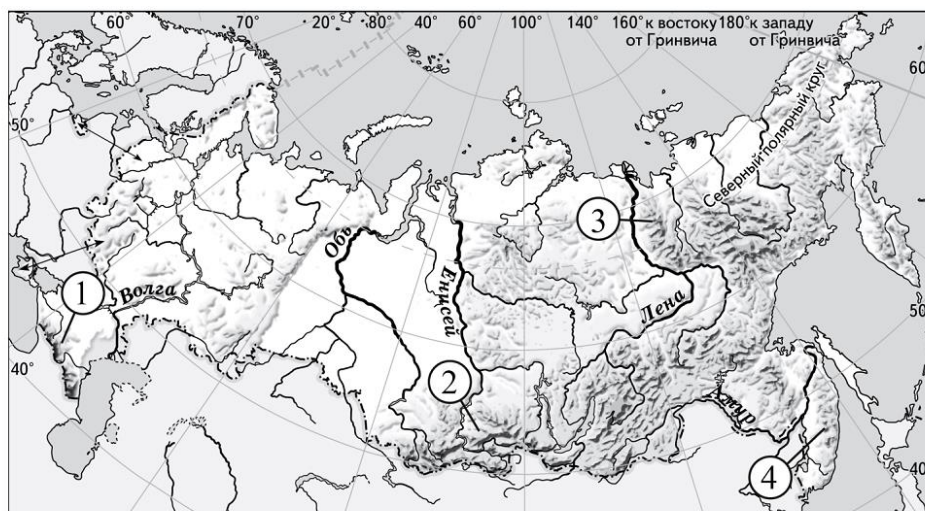 60° 70° 20° 80° 40° 60° 100° 140° 160° к востоку от Гринвича 180° к западу от Гринвича
60°
50°
Северный полярный круг
3
Обь
Енисей
1
Волга
Лена
50°
40°
2
Амур
4
40°